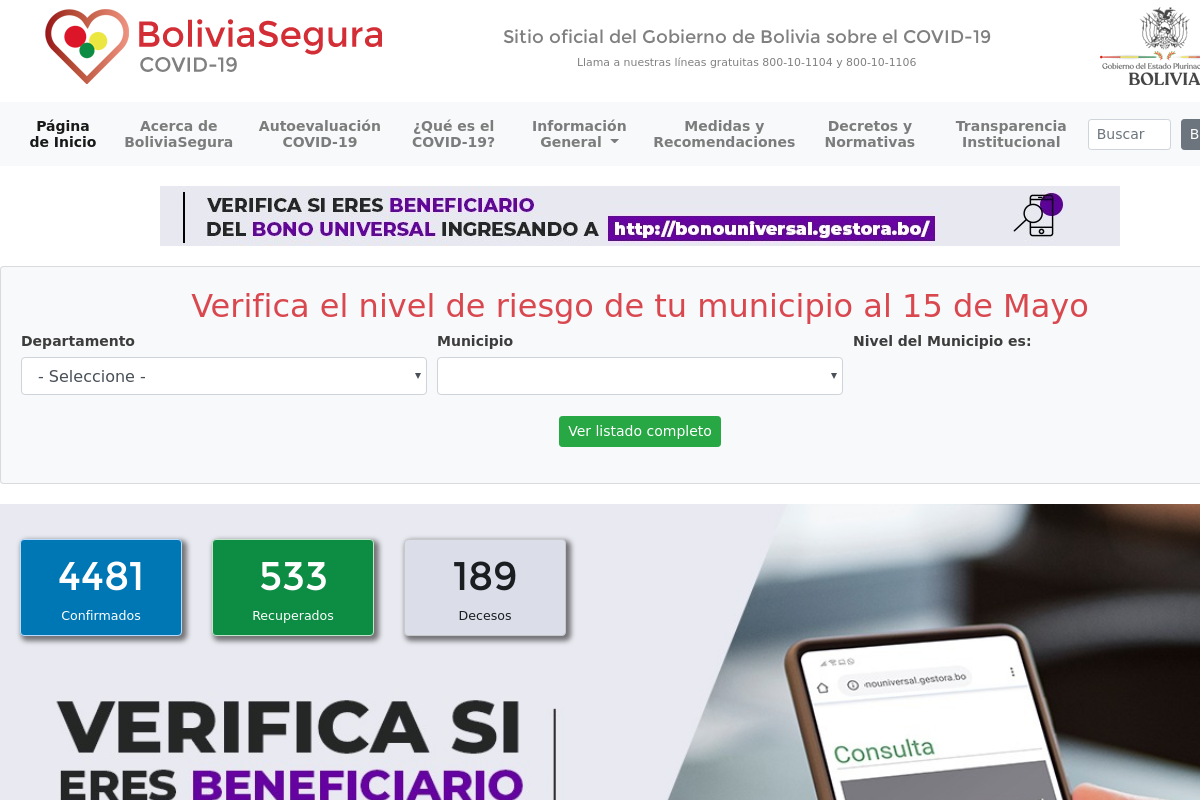 BoliviaSegura
COVID-19
Sitio oficial del Gobierno de Bolivia sobre el COVID-19
Llama a nuestras líneas gratuitas 800-10-1104 y 800-10-1106
Gobierno del Estado
BOLIVIA
Página de Inicio
Acerca de BoliviaSegura
Autoevaluación COVID-19
¿Qué es el COVID-19?
Información General
Medidas y Recomendaciones
Decretos y Normativas
Transparencia Institucional
Buscar
B
VERIFICA SI ERES BENEFICIARIO
DEL BONO UNIVERSAL INGRESANDO A http://bonouniversal.gestora.bo/
Verifica el nivel de riesgo de tu municipio al 15 de Mayo
Departamento
Municipio
Nivel del Municipio es:
- Seleccione -
Ver listado completo
4481
Confirmados
533
Recuperados
189
Decesos
VERIFICA SI
ERES BENEFICIARIO
nouniversal.gestora.bo
Consulta